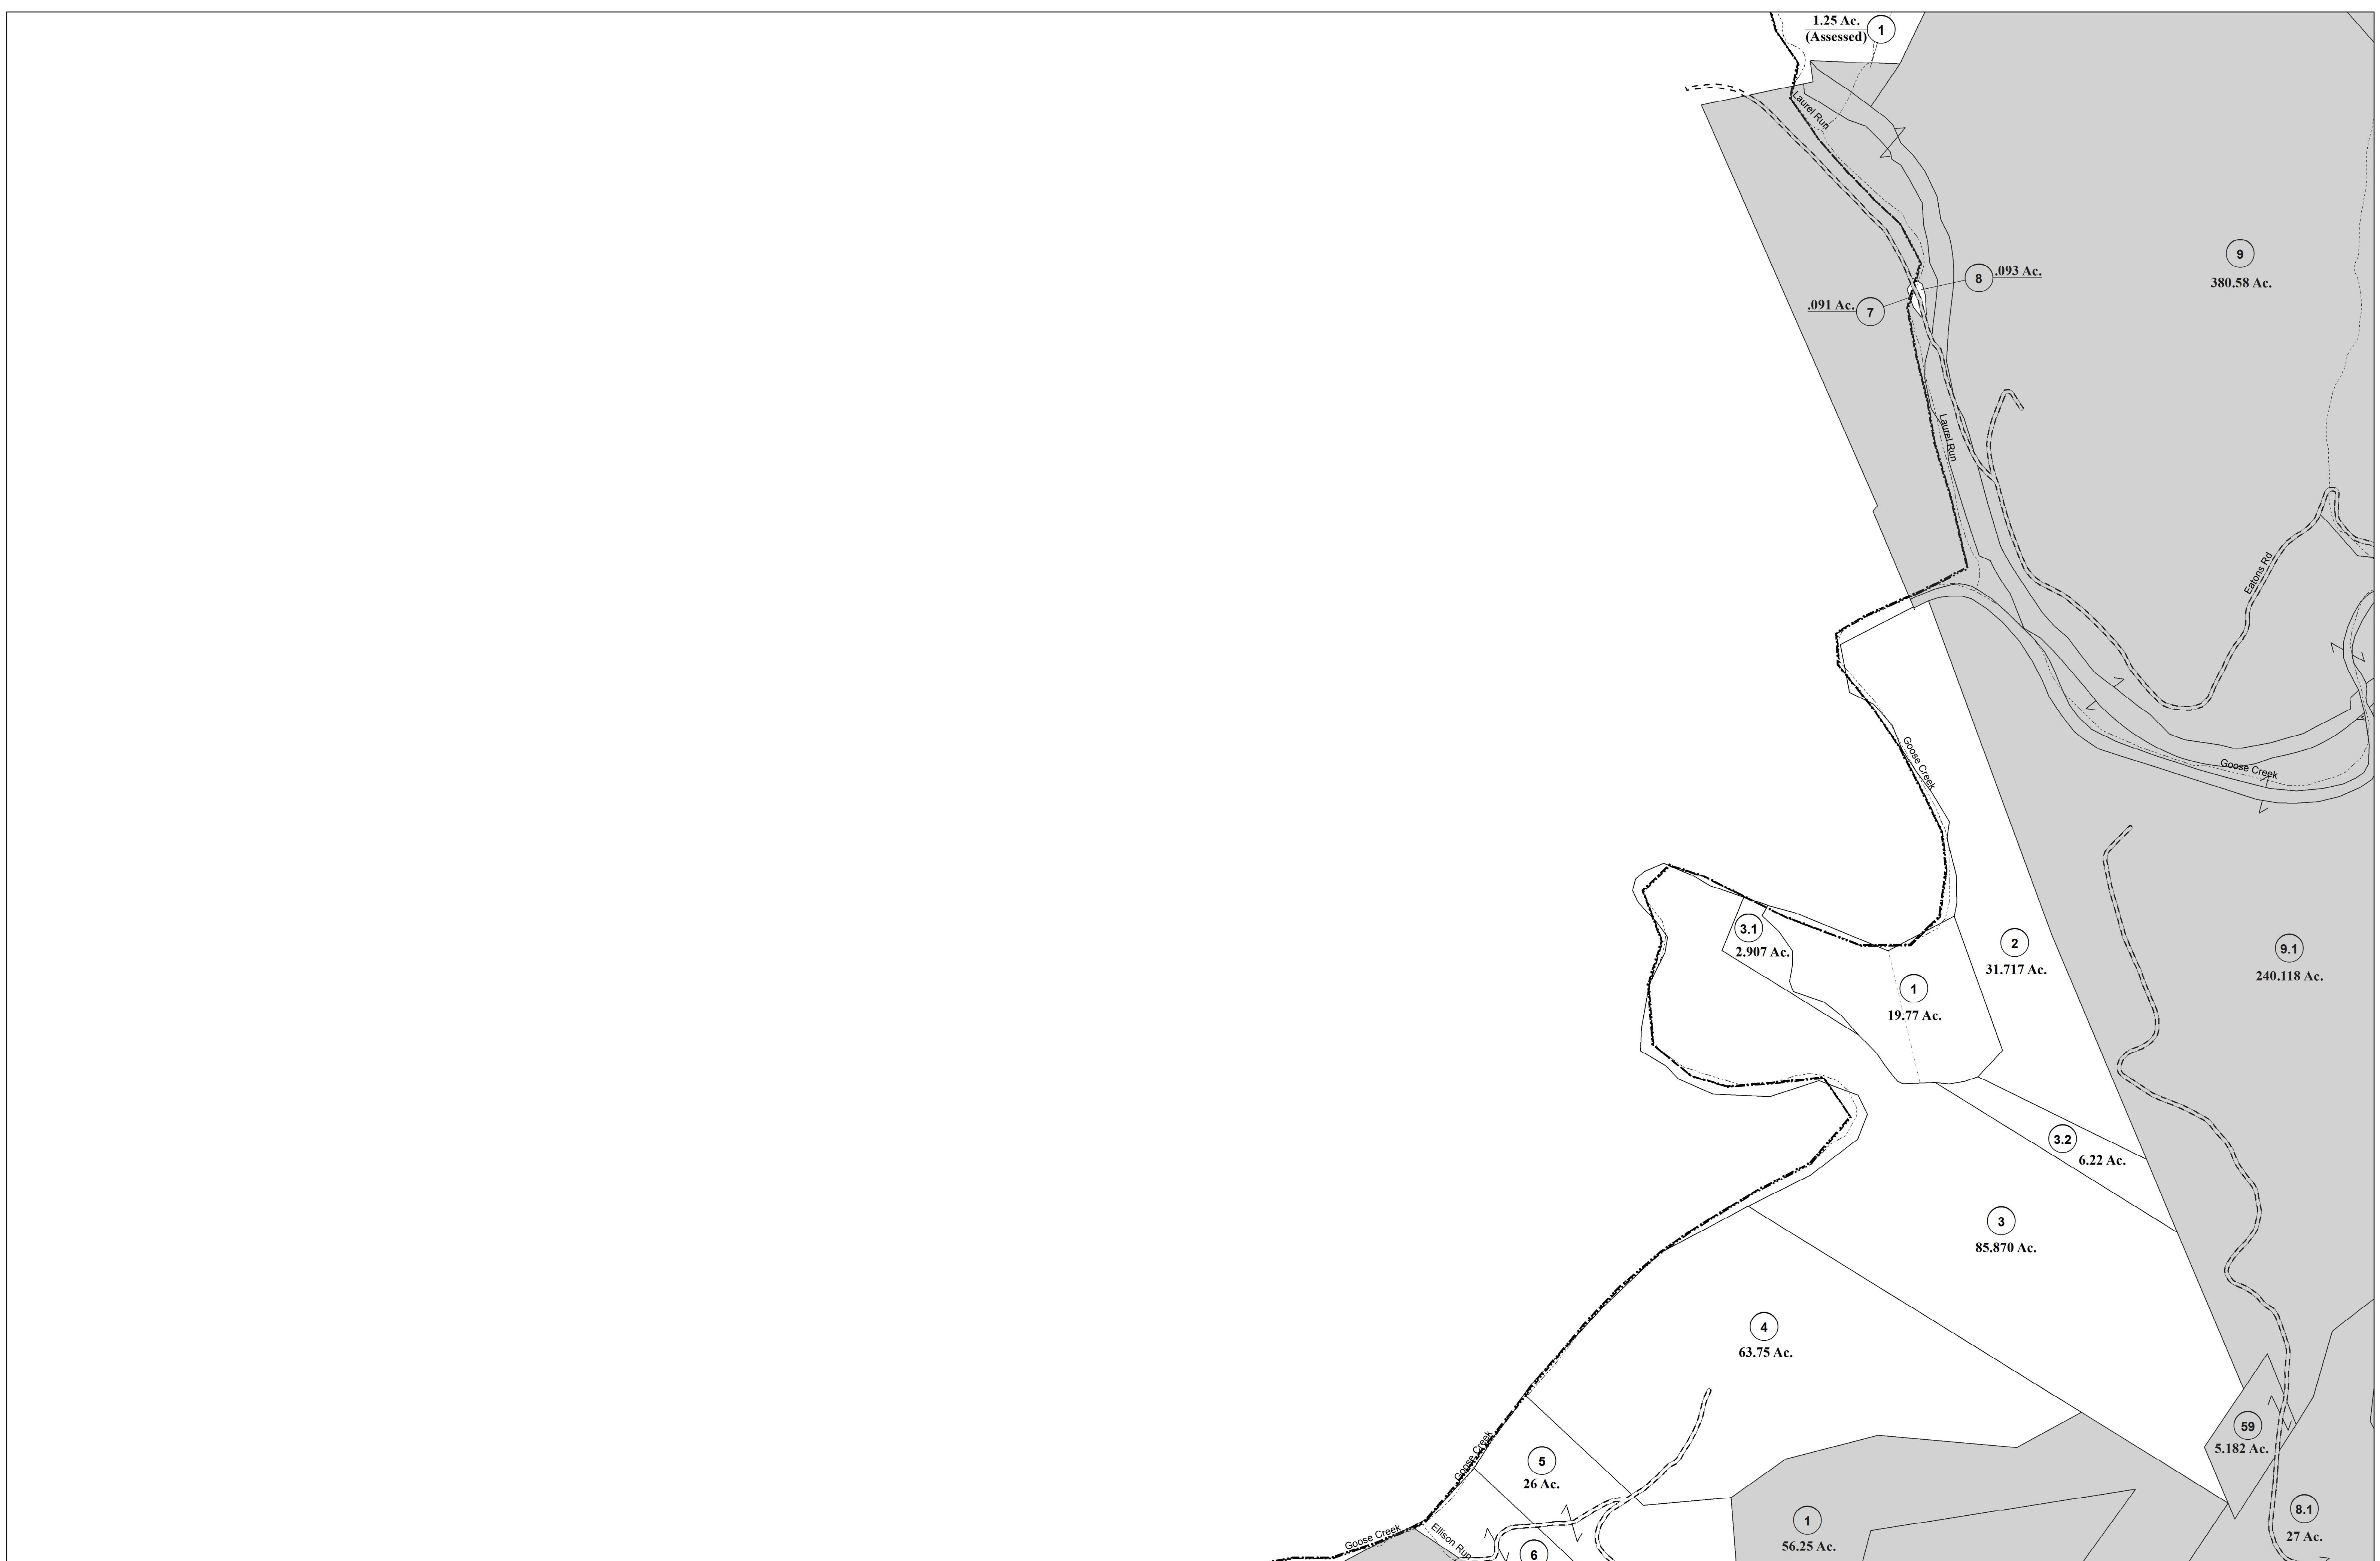 1.25 Ac.
(Assessed)
1
Laurel Run
9
380.58 Ac.
8
.093 Ac.
.091 Ac.
7
Laurel Run
Eatons Rd
Goose Creek
Goose Creek
3.1
2.907 Ac.
2
31.717 Ac.
9.1
240.118 Ac.
1
19.77 Ac.
3.2
6.22 Ac.
3
85.870 Ac.
4
63.75 Ac.
59
5.182 Ac.
Goose Creek
5
26 Ac.
8.1
27 Ac.
1
56.25 Ac.
Goose Creek
Ellison Run
6